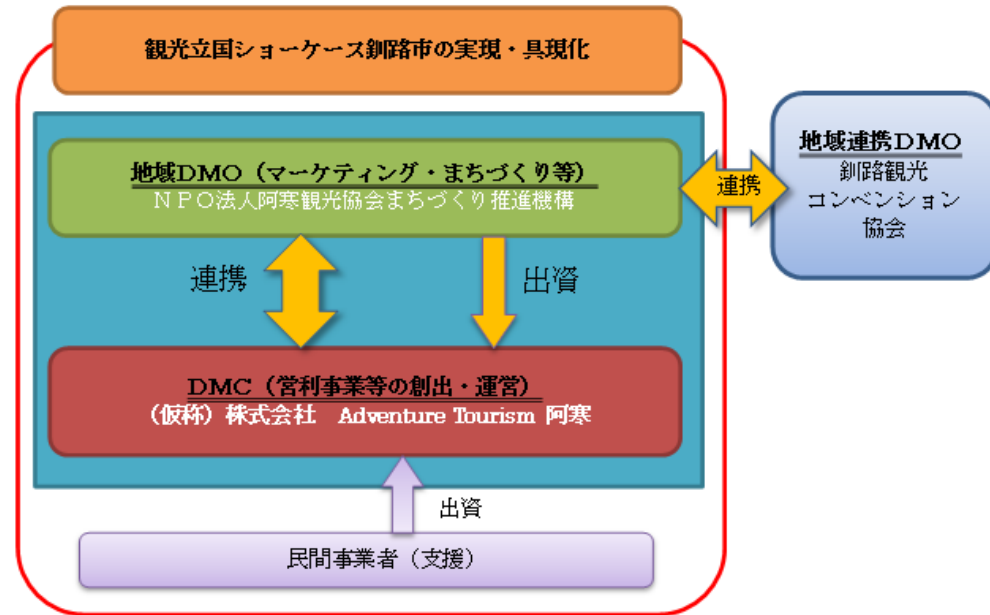 観光立国ショーケース釧路市の実現・具現化
地域DMO（マーケティング・まちづくり等）
ＮＰＯ法人阿寒観光協会まちづくり推進機構
連携
地域連携DMO
釧路観光
コンベンション
協会
連携
出資
DMC（営利事業等の創出・運営）
（仮称）株式会社　Adventure Tourism 阿寒
出資
民間事業者（支援）